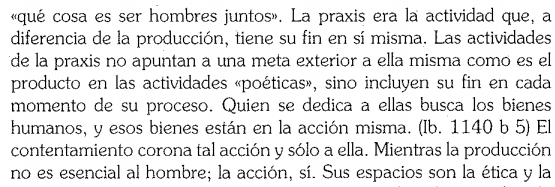 «qué cosa es ser hombres juntos». La praxis era la actividad que, a
diferencia de la producción, tiene su fin en sí misma. Las actividades
de la praxis no apuntan a una meta exterior a ella misma como es el
producto en las actividades «poéticas», sino incluyen su fin en cada
momento de su proceso. Quien se dedica a ellas busca los bienes
humanos, y esos bienes están en la acción misma. (Ib. 1140 b 5) El
contentamiento corona tal acción y sólo a ella. Mientras la producción
no es esencial al hombre; la acción, sí. Sus espacios son la ética y la